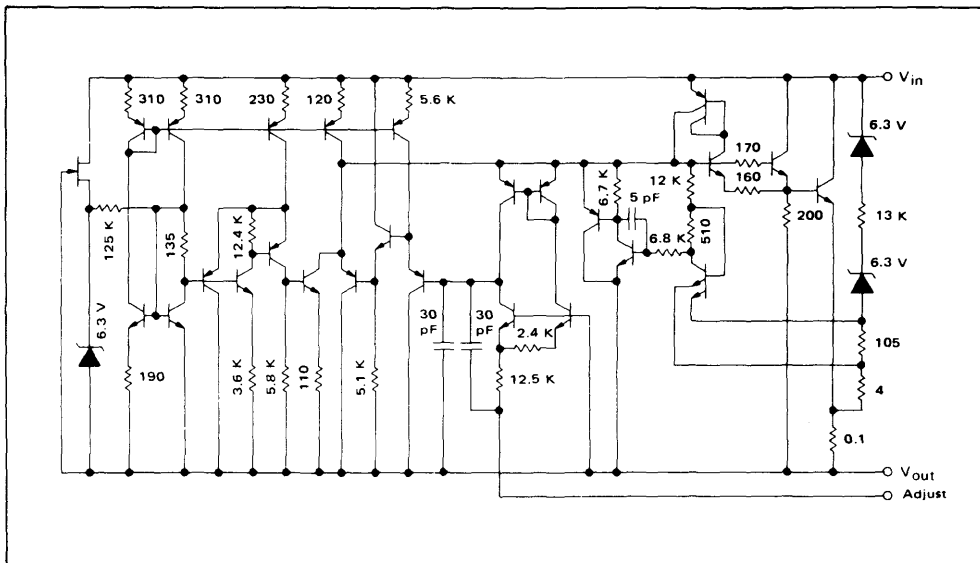 310
310
230
120
5.6 K
V_in
6.3 V
170
160
12 K
6.7 K
5 pF
200
13 K
125 K
135
12.4 K
510
6.8 K
6.3 V
6.3 V
30
pF
30
pF
2.4 K
105
190
3.6 K
5.8 K
110
5.1 K
12.5 K
4
0.1
V_out
Adjust